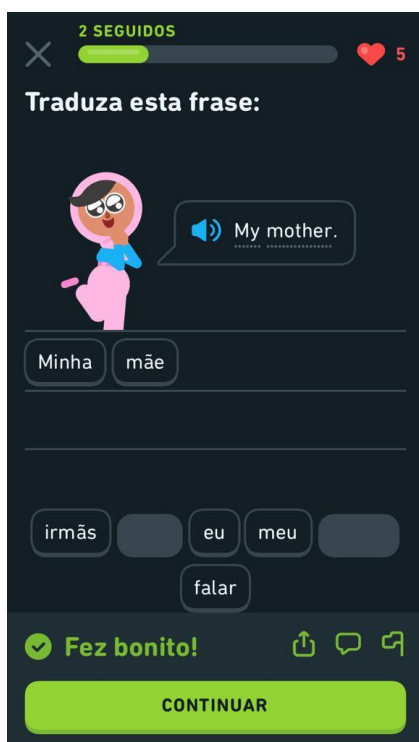 2 SEGUIDOS
5
Traduza esta frase:
My mother.
Minha mãe
irmãs eu meu
falar
Fez bonito!
CONTINUAR